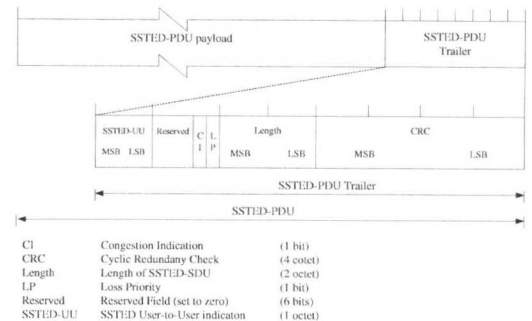 SSTED-PDU payload
SSTED-PDU
Trailer
SSTED-UU Reserved C I L P Length CRC
MSB LSB MSB LSB MSB LSB
SSTED-PDU Trailer
SSTED-PDU
CI Congestion Indication (1 bit)
CRC Cyclic Redundany Check (4 cotet)
Length Length of SSTED-SDU (2 octet)
LP Loss Priority (1 bit)
Reserved Reserved Field (set to zero) (6 bits)
SSTED-UU SSTED User-to-User indicaton (1 octet)